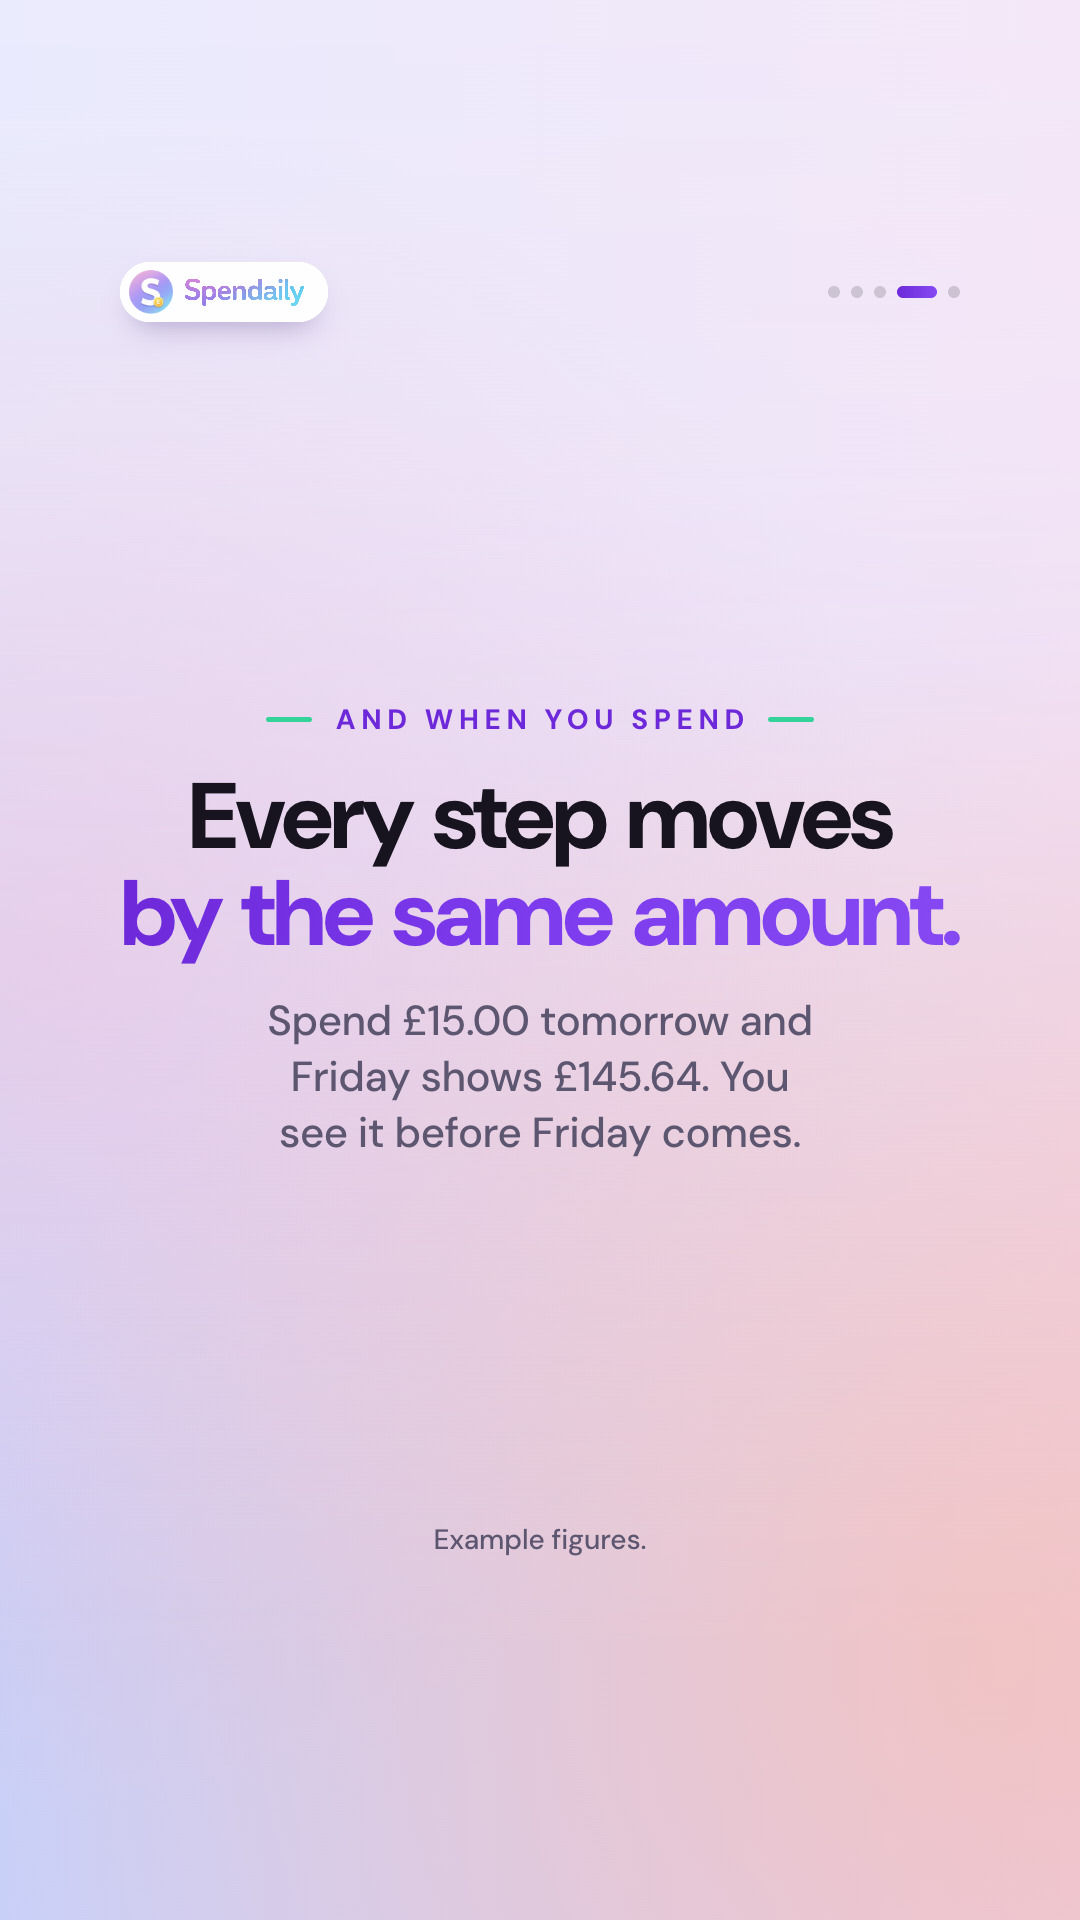 Spendaily
AND WHEN YOU SPEND
Every step moves
by the same amount.
Spend £15.00 tomorrow and
Friday shows £145.64. You
see it before Friday comes.
Example figures.